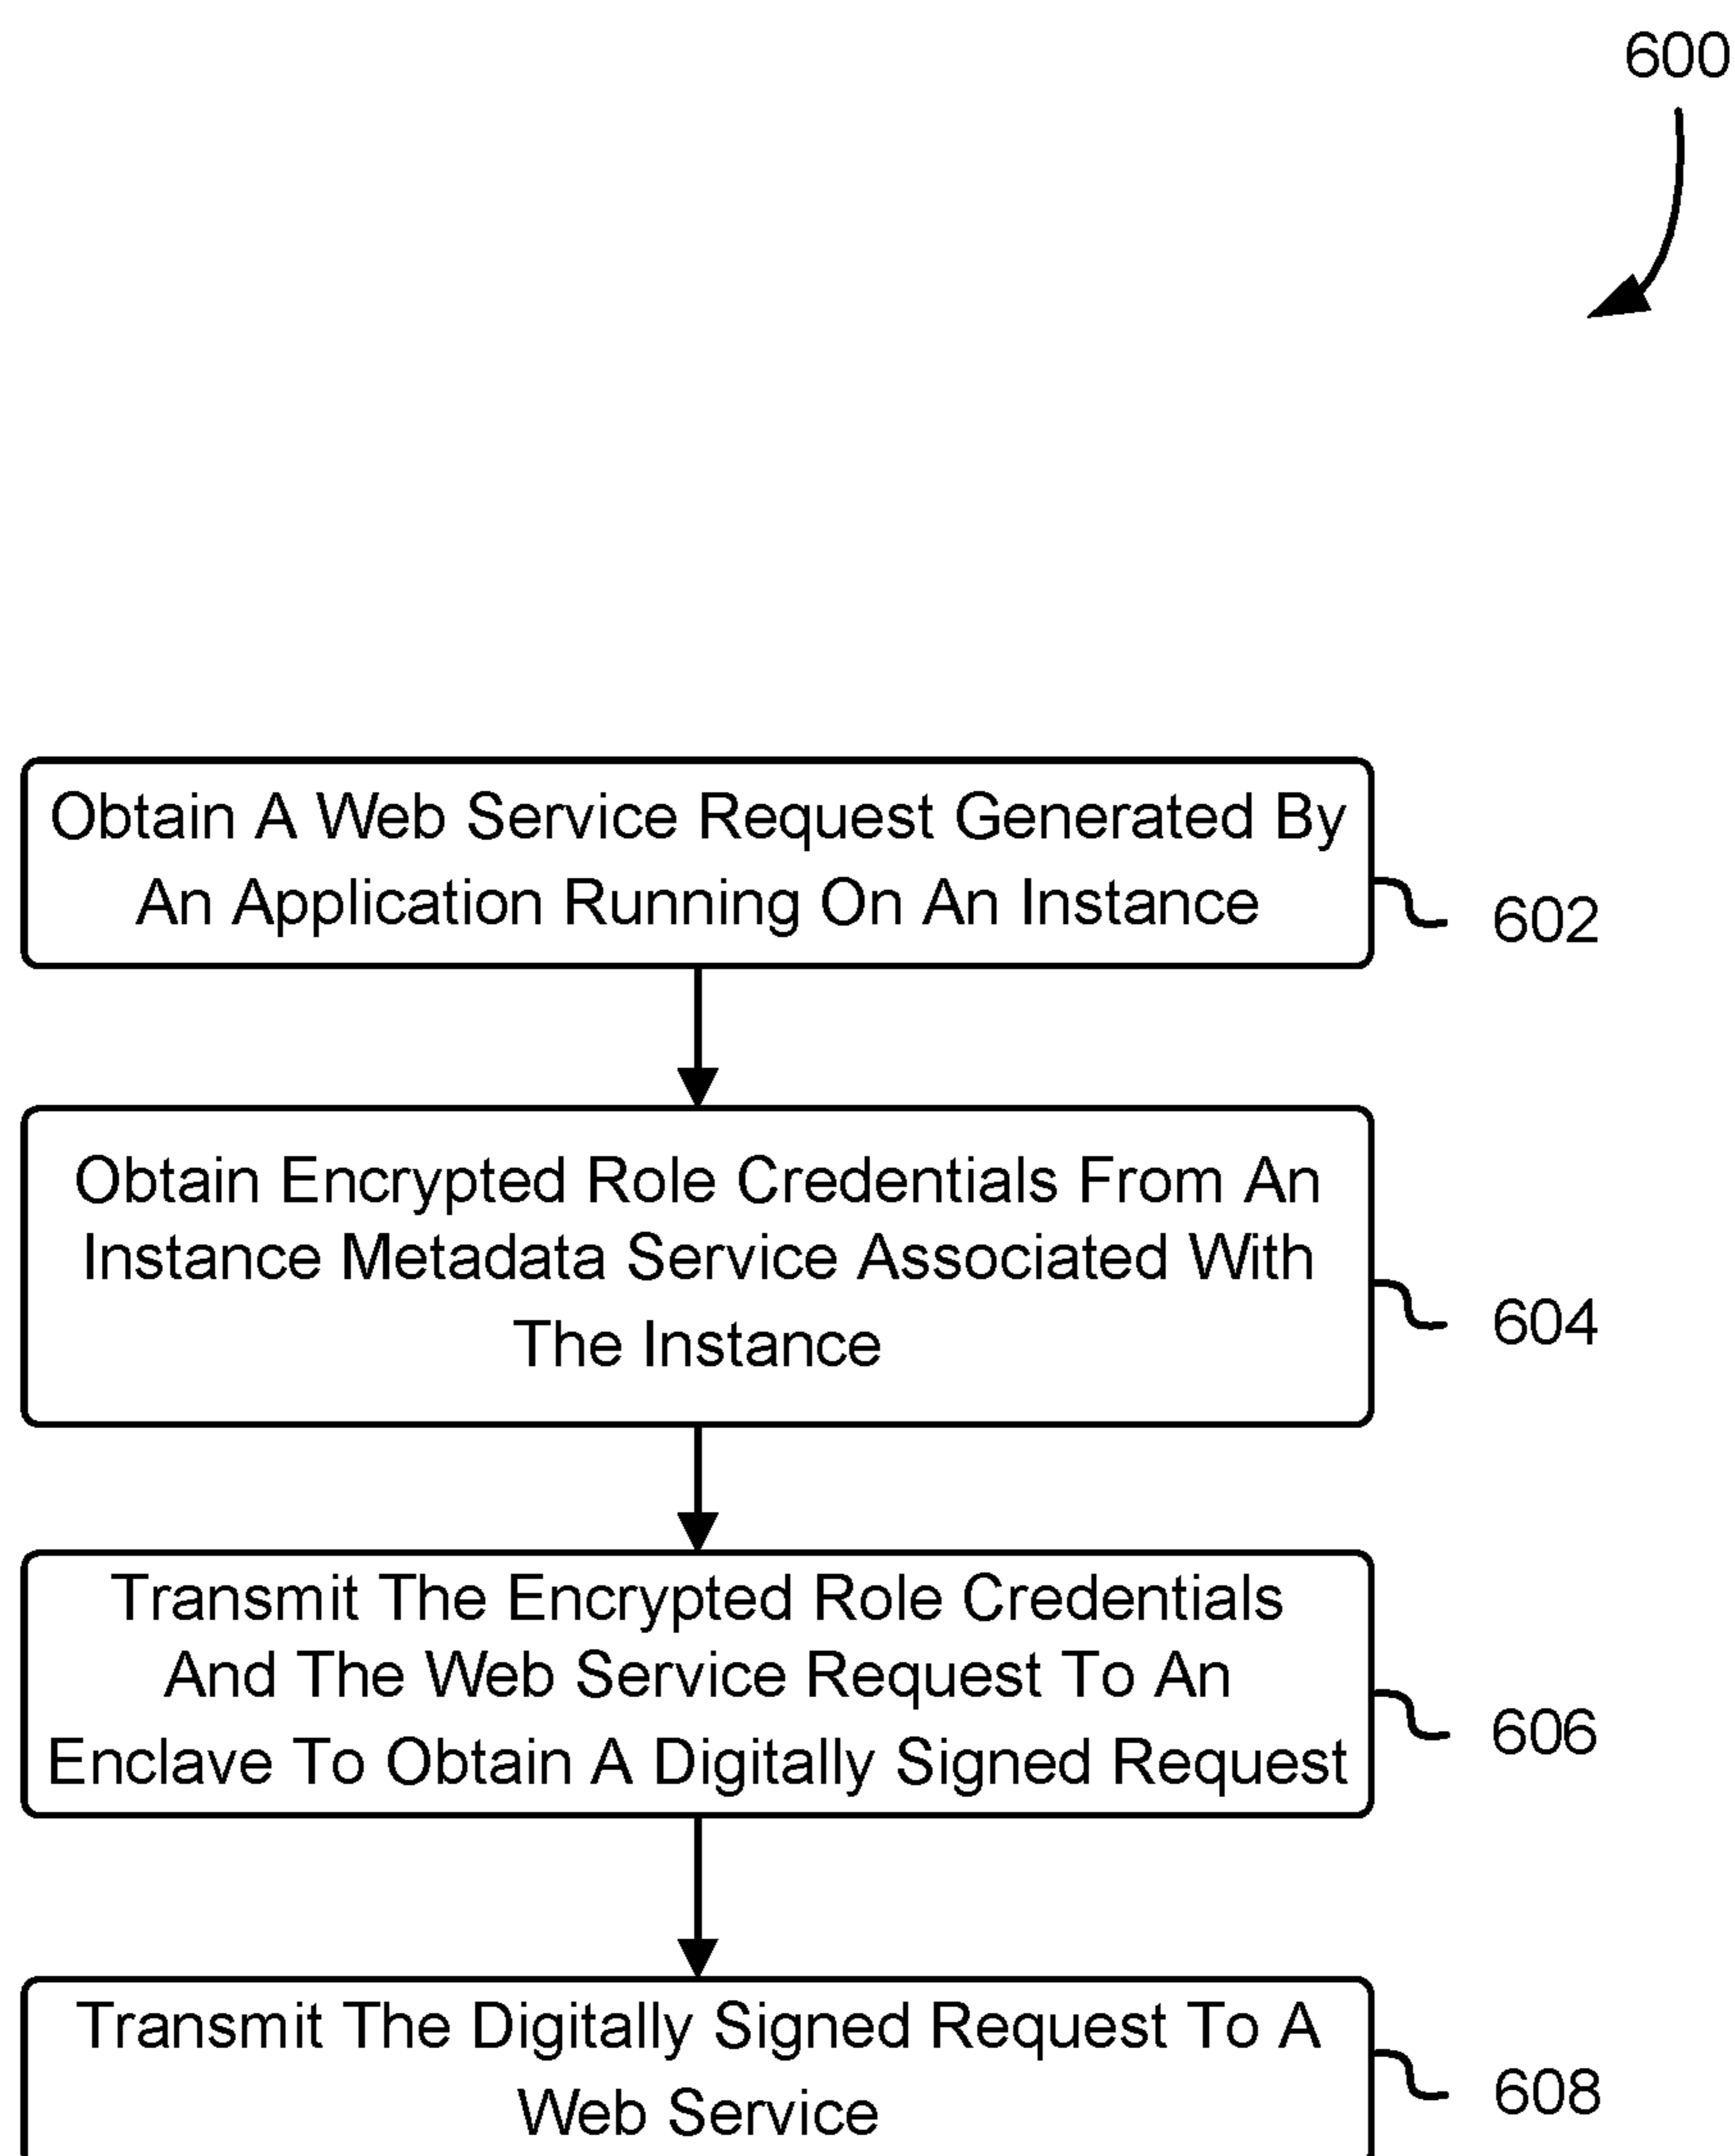 600
Obtain A Web Service Request Generated By
An Application Running On An Instance
602
Obtain Encrypted Role Credentials From An
Instance Metadata Service Associated With
The Instance
604
Transmit The Encrypted Role Credentials
And The Web Service Request To An
Enclave To Obtain A Digitally Signed Request
606
Transmit The Digitally Signed Request To A
Web Service
608